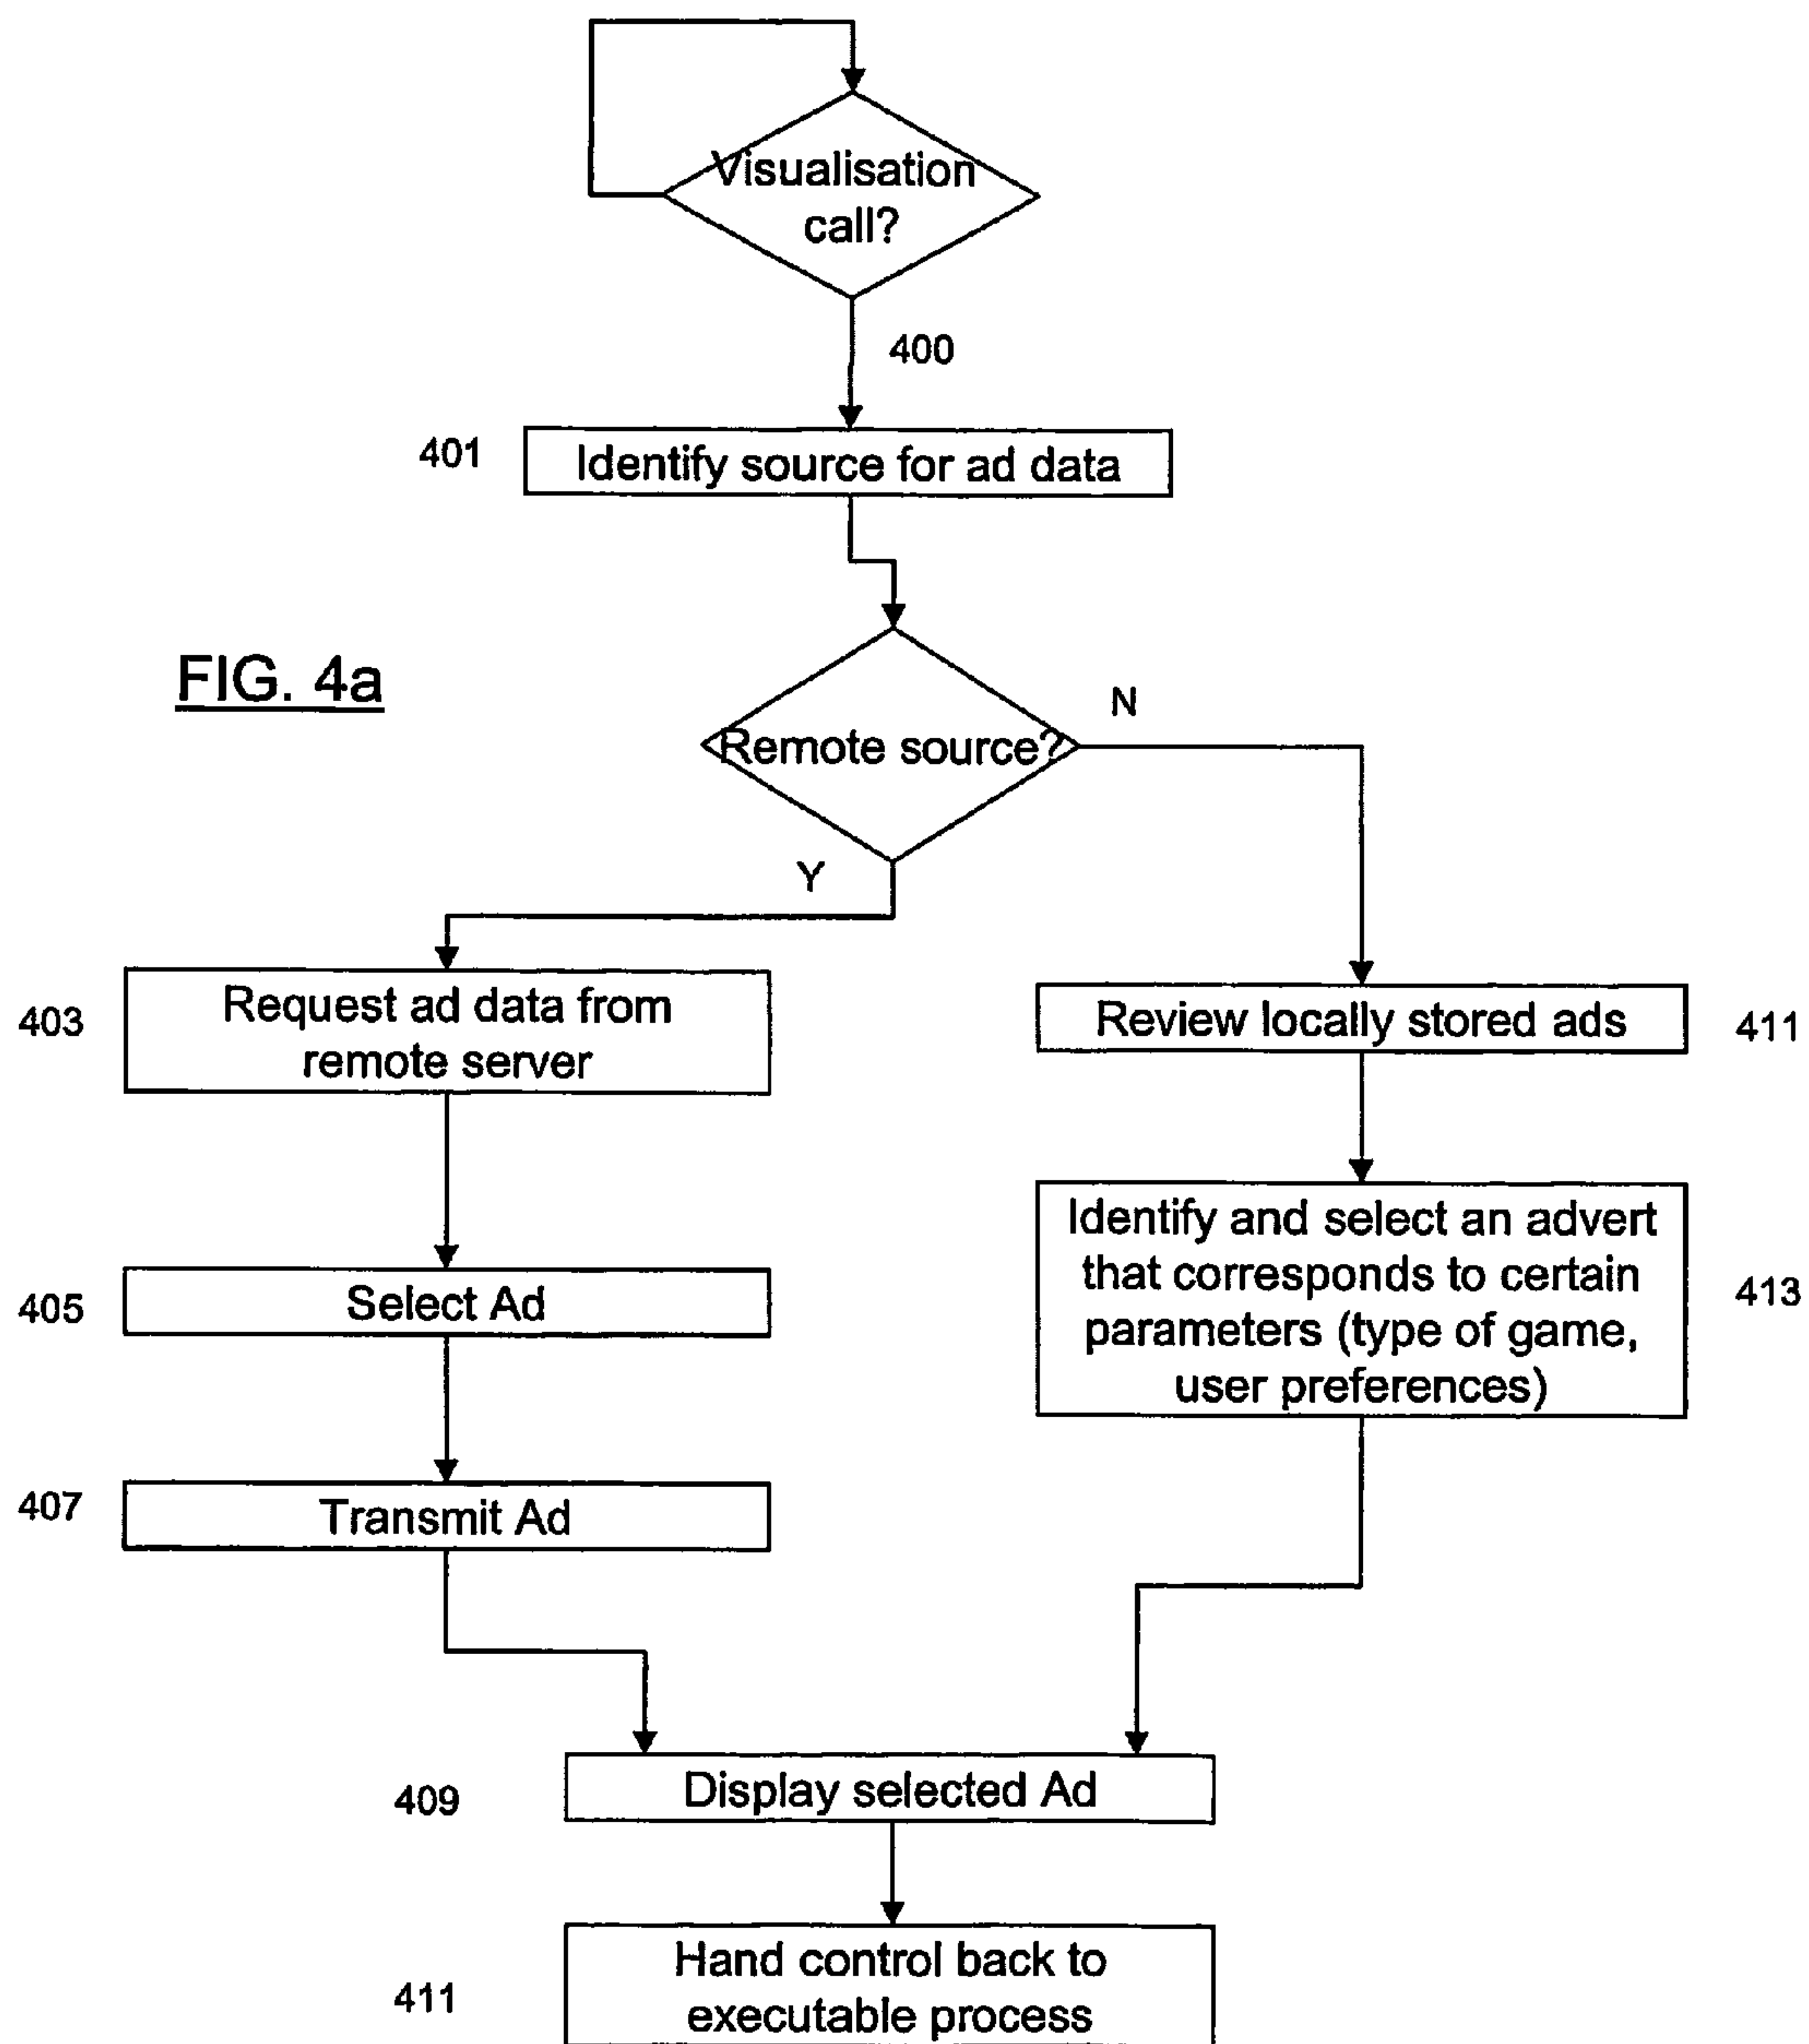 Visualisation
call?
400
401
Identify source for ad data
FIG. 4a
N
Remote source?
Y
403
Request ad data from
remote server
Review locally stored ads
411
405
Select Ad
Identify and select an advert
that corresponds to certain
parameters (type of game,
user preferences)
413
407
Transmit Ad
409
Display selected Ad
411
Hand control back to
executable process